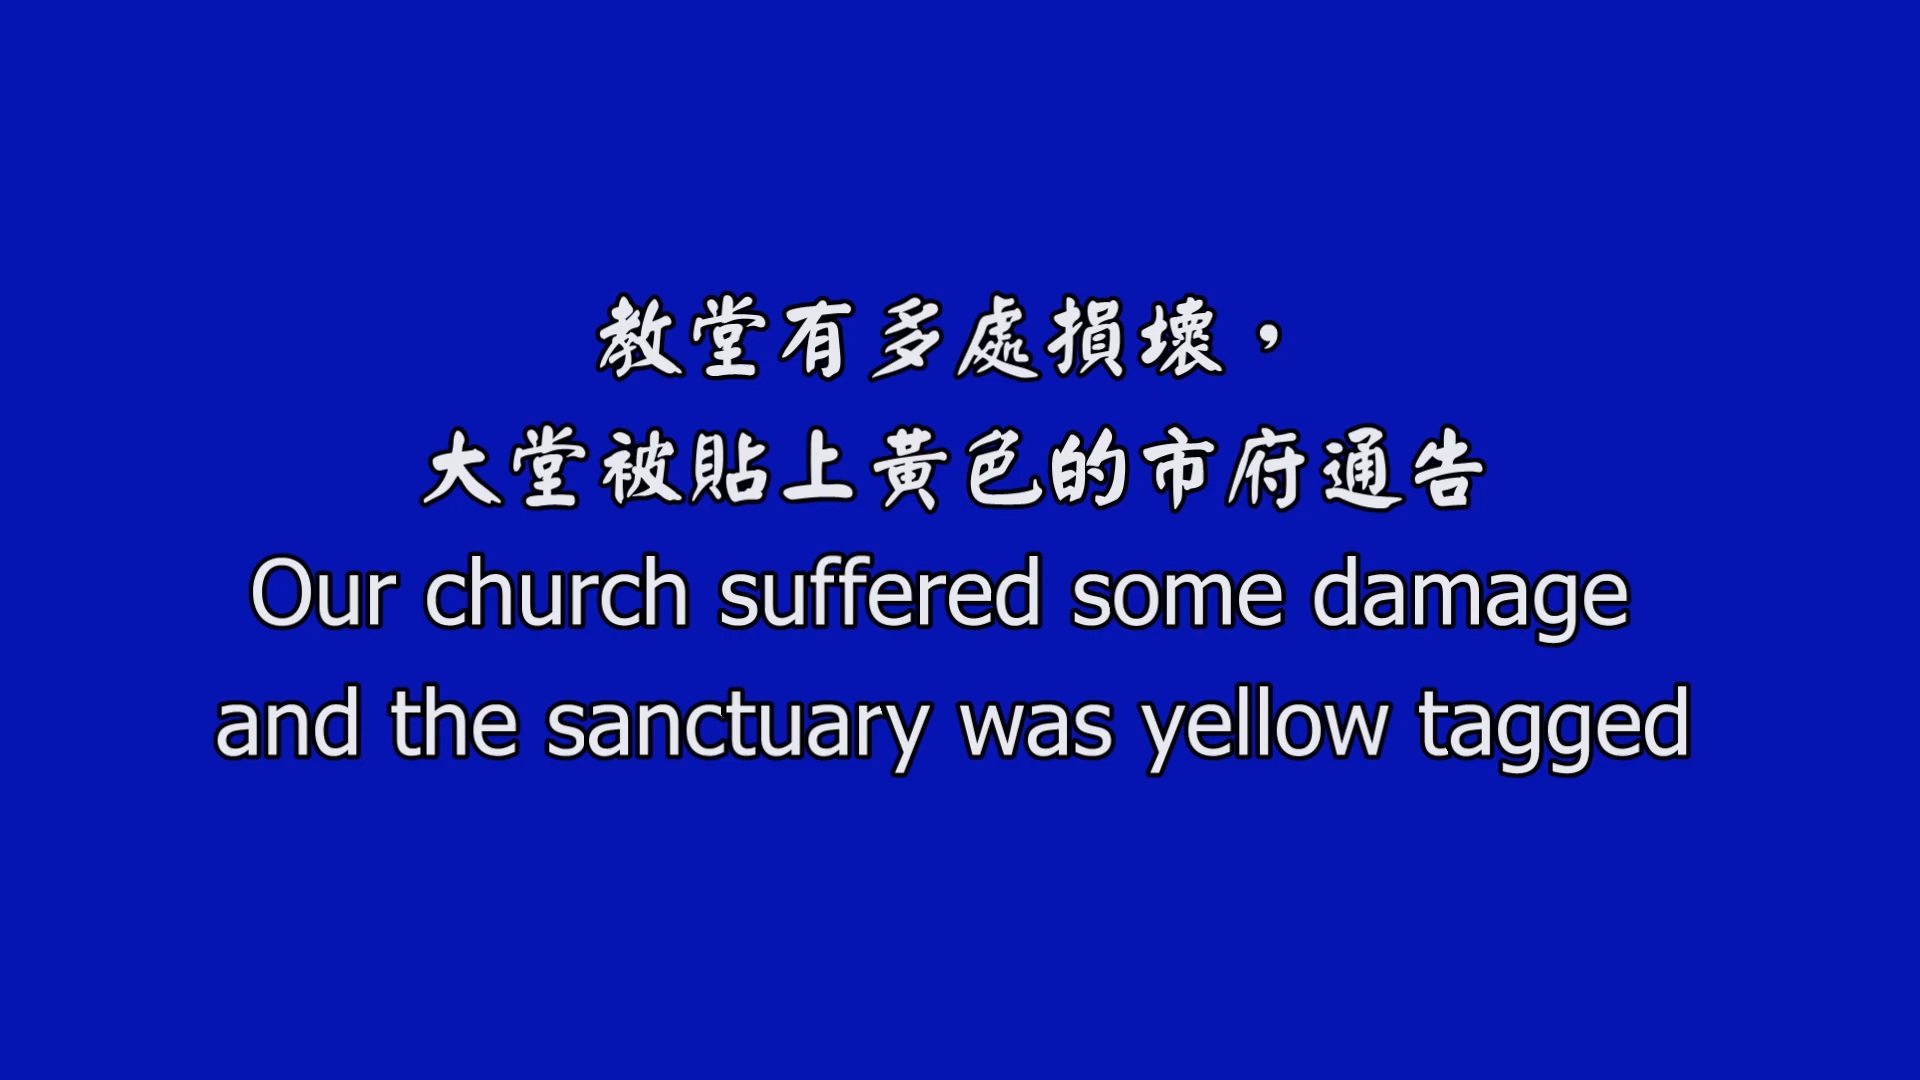 教堂有多處損壞，
大堂被貼上黃色的市府通告
Our church suffered some damage
and the sanctuary was yellow tagged